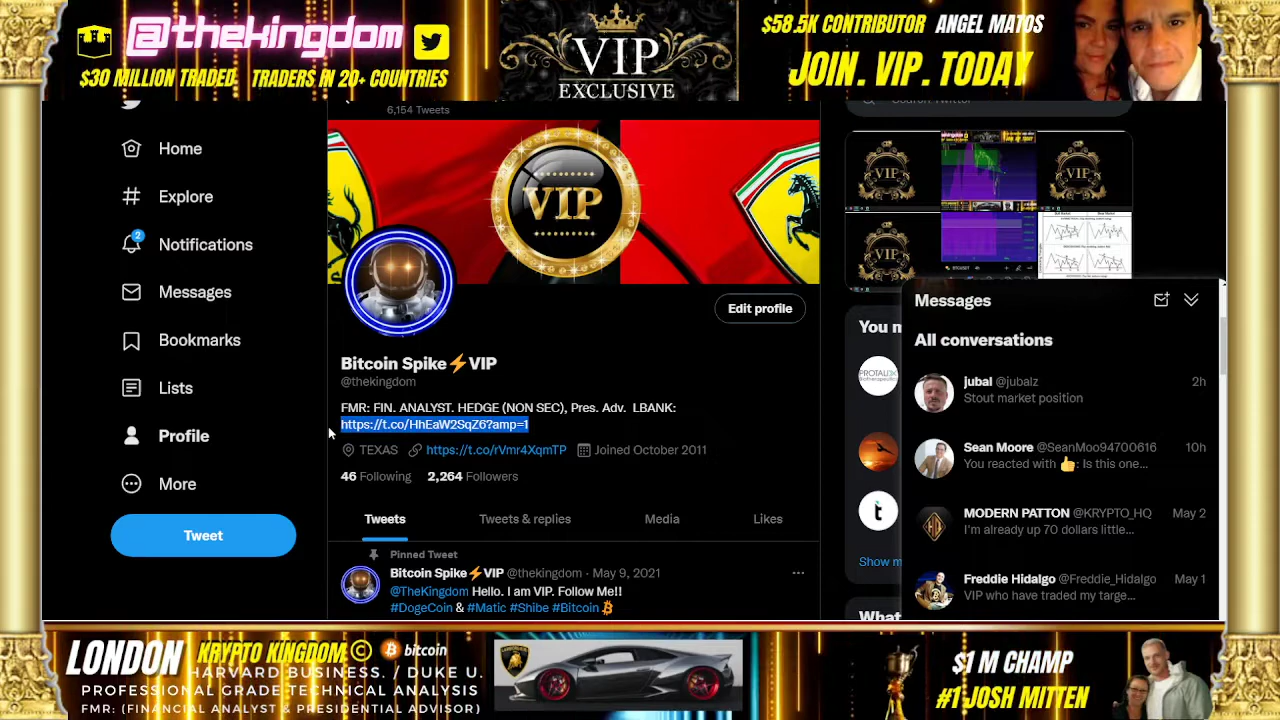 @thekingdom
$30 MILLION TRADED TRADERS IN 20+ COUNTRIES
VIP
EXCLUSIVE
$58.5K CONTRIBUTOR ANGEL MATOS
JOIN. VIP. TODAY
6,154 Tweets
Search Twitter
Home
Explore
2
Notifications
Messages
Bookmarks
Lists
Profile
More
Tweet
VIP
Edit profile
Bitcoin Spike⚡VIP
@thekingdom
FMR: FIN. ANALYST. HEDGE (NON SEC), Pres. Adv. LBANK:
https://t.co/HhEaW2SqZ6?amp=1
TEXAS https://t.co/rVmr4XqmTP Joined October 2011
46 Following 2,264 Followers
Tweets Tweets & replies Media Likes
Pinned Tweet
Bitcoin Spike⚡VIP @thekingdom · May 9, 2021
@TheKingdom Hello. I am VIP. Follow Me!!
#DogeCoin & #Matic #Shibe #Bitcoin
VIP
VIP
VIP
You m
Show m
What
Messages
All conversations
jubal @jubalz 2h
Stout market position
Sean Moore @SeanMoo94700616 10h
You reacted with 👍: Is this one...
MODERN PATTON @KRYPTO_HQ May 2
I'm already up 70 dollars little...
Freddie Hidalgo @Freddie_Hidalgo May 1
VIP who have traded my targe...
LONDON KRYPTO KINGDOM © bitcoin
HARVARD BUSINESS. / DUKE U.
PROFESSIONAL GRADE TECHNICAL ANALYSIS
FMR: (FINANCIAL ANALYST & PRESIDENTIAL ADVISOR)
$1 M CHAMP
#1 JOSH MITTEN